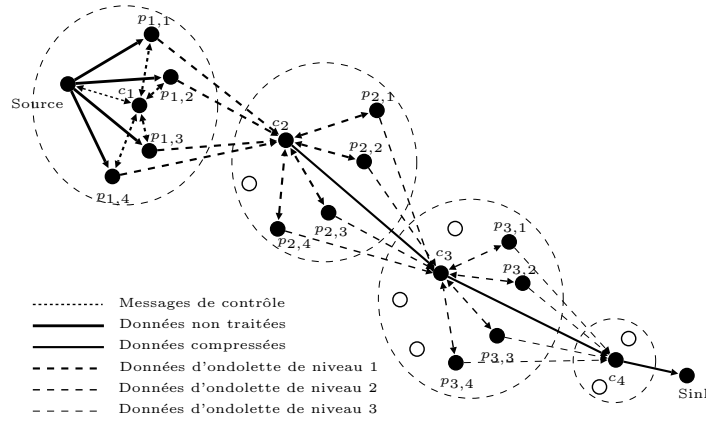 p1,1
Source
c1
p1,2
p1,3
p1,4
c2
p2,1
p2,2
p2,3
p2,4
c3
p3,1
p3,2
p3,3
p3,4
c4
Sink
Messages de contrôle
Données non traitées
Données compressées
Données d'ondolette de niveau 1
Données d'ondolette de niveau 2
Données d'ondolette de niveau 3